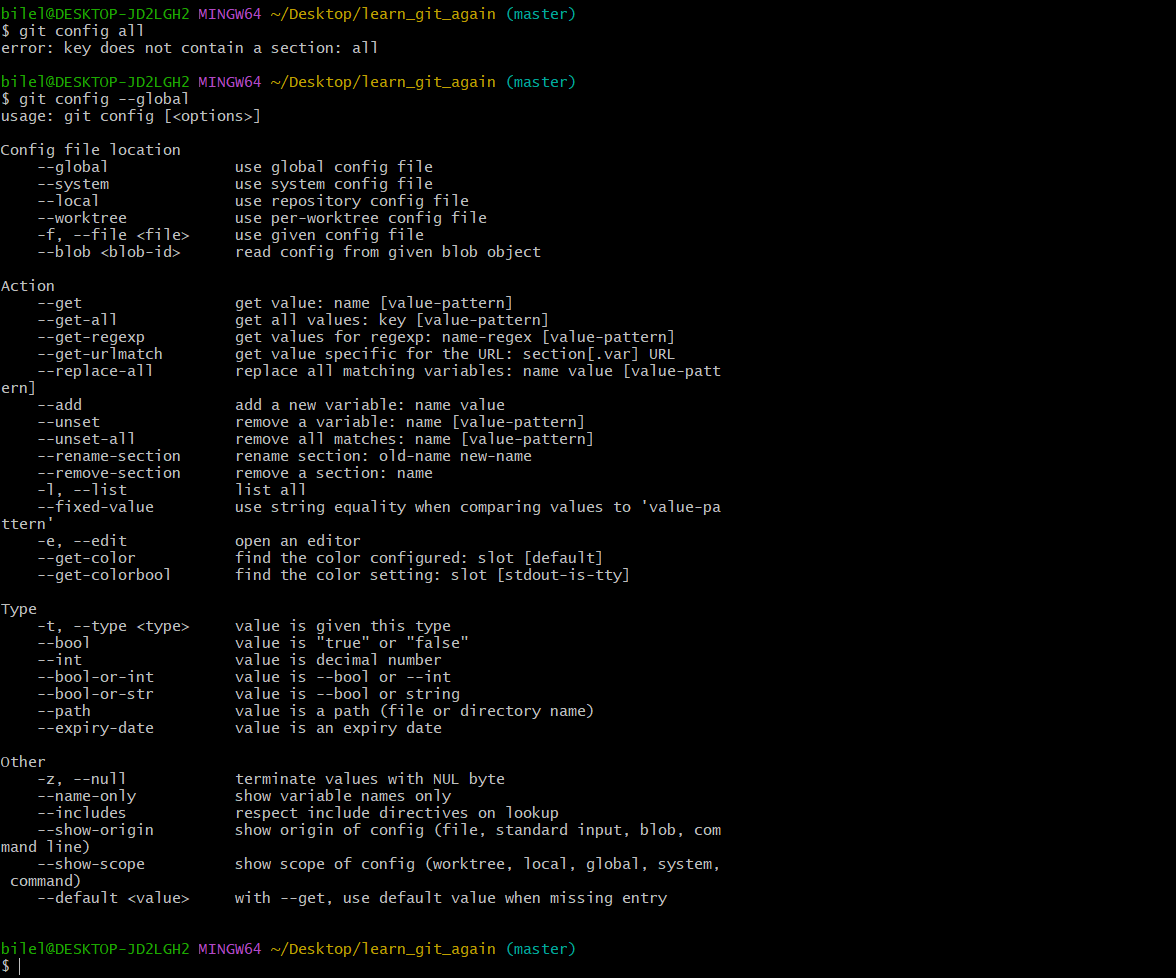 bilel@DESKTOP-JD2LGH2 MINGW64 ~/Desktop/learn_git_again (master)
$ git config all
error: key does not contain a section: all

bilel@DESKTOP-JD2LGH2 MINGW64 ~/Desktop/learn_git_again (master)
$ git config --global
usage: git config [<options>]

Config file location
    --global              use global config file
    --system              use system config file
    --local               use repository config file
    --worktree            use per-worktree config file
    -f, --file <file>     use given config file
    --blob <blob-id>      read config from given blob object

Action
    --get                 get value: name [value-pattern]
    --get-all             get all values: key [value-pattern]
    --get-regexp          get values for regexp: name-regex [value-pattern]
    --get-urlmatch        get value specific for the URL: section[.var] URL
    --replace-all         replace all matching variables: name value [value-patt
ern]
    --add                 add a new variable: name value
    --unset               remove a variable: name [value-pattern]
    --unset-all           remove all matches: name [value-pattern]
    --rename-section      rename section: old-name new-name
    --remove-section      remove a section: name
    -l, --list            list all
    --fixed-value         use string equality when comparing values to 'value-pa
ttern'
    -e, --edit            open an editor
    --get-color           find the color configured: slot [default]
    --get-colorbool       find the color setting: slot [stdout-is-tty]

Type
    -t, --type <type>     value is given this type
    --bool                value is "true" or "false"
    --int                 value is decimal number
    --bool-or-int         value is --bool or --int
    --bool-or-str         value is --bool or string
    --path                value is a path (file or directory name)
    --expiry-date         value is an expiry date

Other
    -z, --null            terminate values with NUL byte
    --name-only           show variable names only
    --includes            respect include directives on lookup
    --show-origin         show origin of config (file, standard input, blob, com
mand line)
    --show-scope          show scope of config (worktree, local, global, system,
 command)
    --default <value>     with --get, use default value when missing entry


bilel@DESKTOP-JD2LGH2 MINGW64 ~/Desktop/learn_git_again (master)
$